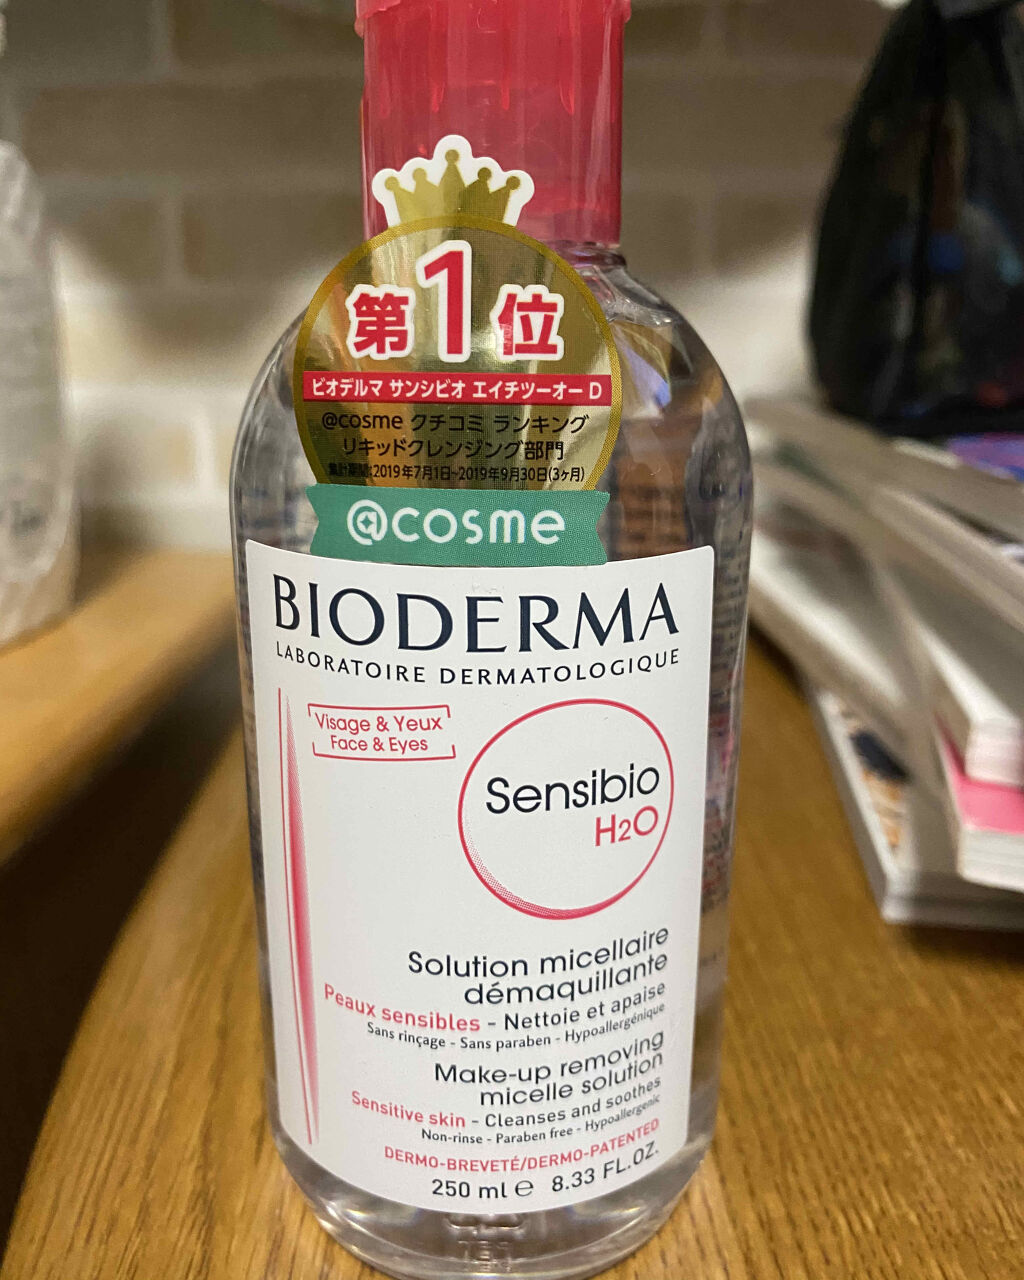 第1位
ビオデルマ サンシビオ エイチツーオー D
@cosme クチコミ ランキング
リキッドクレンジング部門
集計期間:2019年7月1日~2019年9月30日(3ヶ月)
@cosme
BIODERMA
LABORATOIRE DERMATOLOGIQUE
Visage & Yeux
Face & Eyes
Sensibio
H2O
Solution micellaire
démaquillante
Peaux sensibles - Nettoie et apaise
Sans rinçage - Sans paraben - Hypoallergénique
Make-up removing
micelle solution
Sensitive skin - Cleanses and soothes
Non-rinse - Paraben free - Hypoallergenic
DERMO-BREVETÉ/DERMO-PATENTED
250 ml ℮ 8.33 FL.OZ.